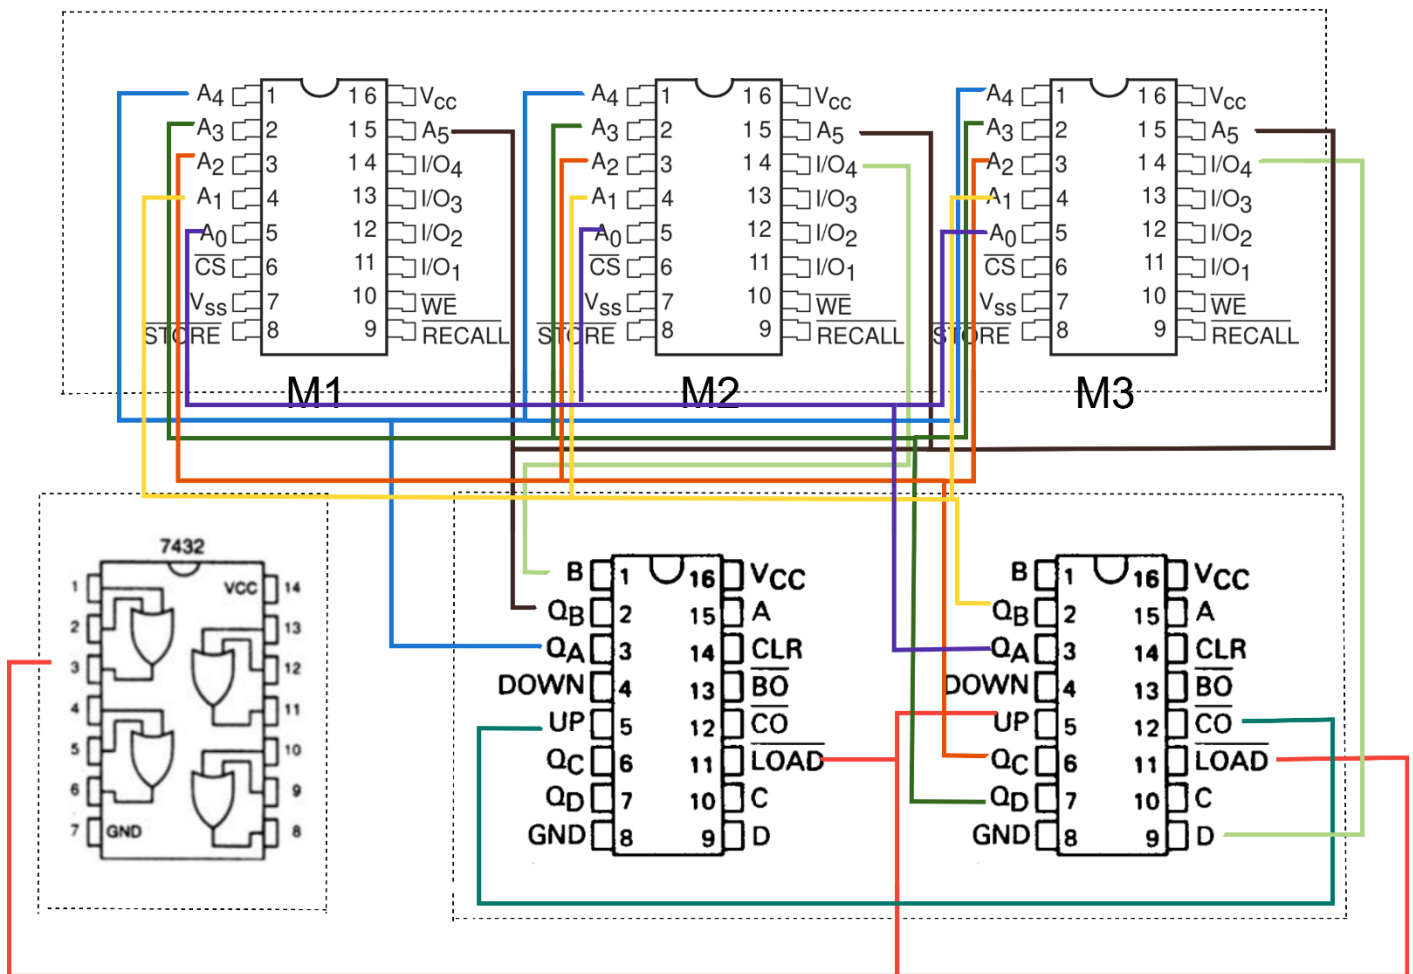 A4 1 16 VCC
A3 2 15 A5
A2 3 14 I/O4
A1 4 13 I/O3
A0 5 12 I/O2
CS 6 11 I/O1
VSS 7 10 WE
STORE 8 9 RECALL
M1
A4 1 16 VCC
A3 2 15 A5
A2 3 14 I/O4
A1 4 13 I/O3
A0 5 12 I/O2
CS 6 11 I/O1
VSS 7 10 WE
STORE 8 9 RECALL
M2
A4 1 16 VCC
A3 2 15 A5
A2 3 14 I/O4
A1 4 13 I/O3
A0 5 12 I/O2
CS 6 11 I/O1
VSS 7 10 WE
STORE 8 9 RECALL
M3
7432
1 VCC 14
2 13
3 12
4 11
5 10
6 9
7 GND 8
B 1 16 VCC
QB 2 15 A
QA 3 14 CLR
DOWN 4 13 BO
UP 5 12 CO
QC 6 11 LOAD
QD 7 10 C
GND 8 9 D
B 1 16 VCC
QB 2 15 A
QA 3 14 CLR
DOWN 4 13 BO
UP 5 12 CO
QC 6 11 LOAD
QD 7 10 C
GND 8 9 D